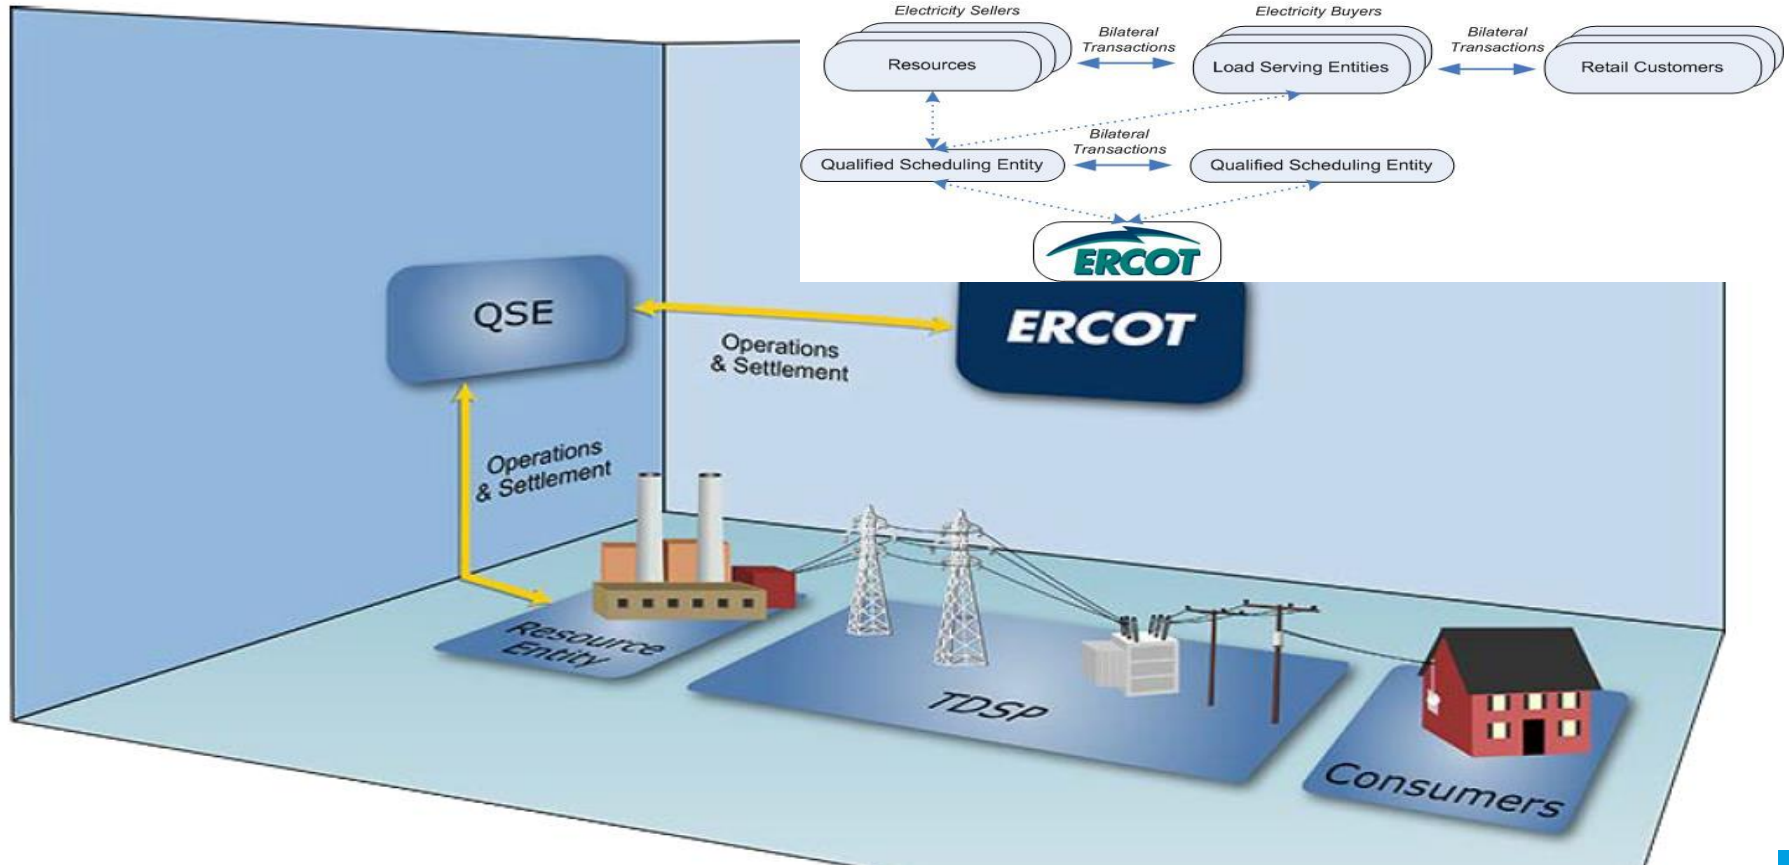 Electricity Sellers
Electricity Buyers
Bilateral
Transactions
Bilateral
Transactions
Resources
Load Serving Entities
Retail Customers
Bilateral
Transactions
Qualified Scheduling Entity
Qualified Scheduling Entity
ERCOT
QSE
ERCOT
Operations
& Settlement
Operations
& Settlement
Resource
Entity
TDSP
Consumers